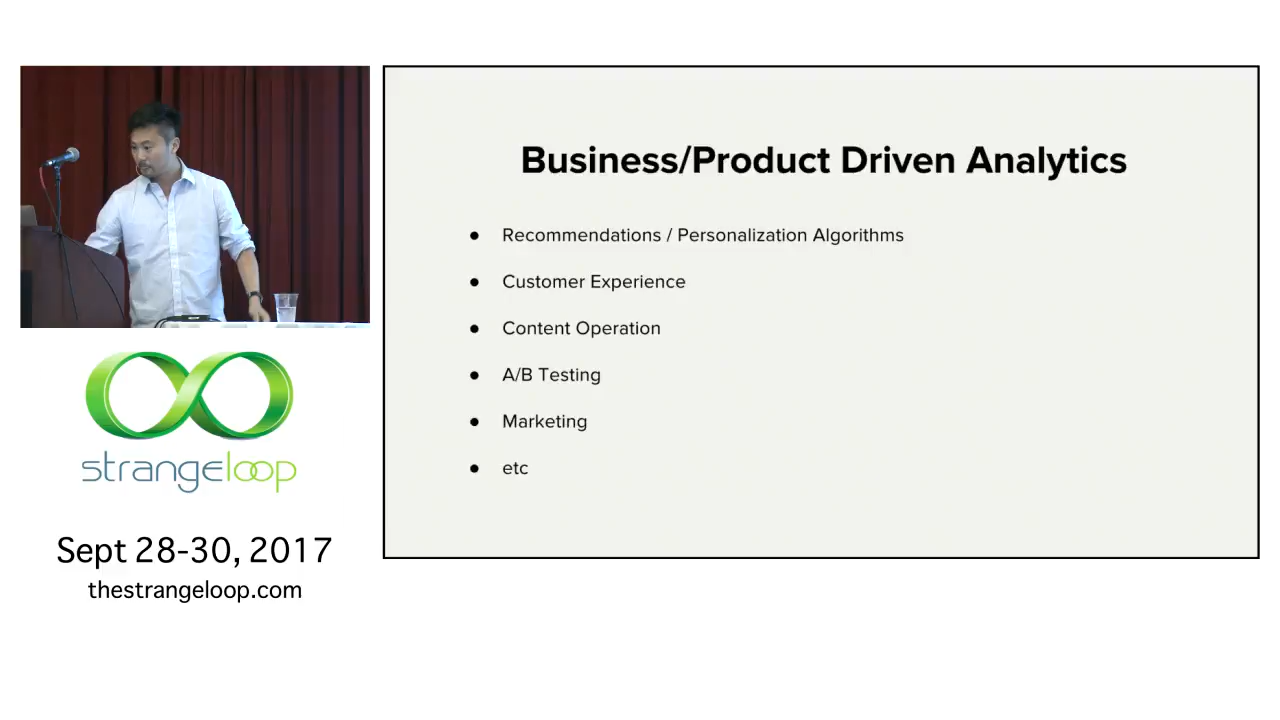 Business/Product Driven Analytics
● Recommendations / Personalization Algorithms
● Customer Experience
● Content Operation
● A/B Testing
● Marketing
● etc
strangeloop
Sept 28-30, 2017
thestrangeloop.com